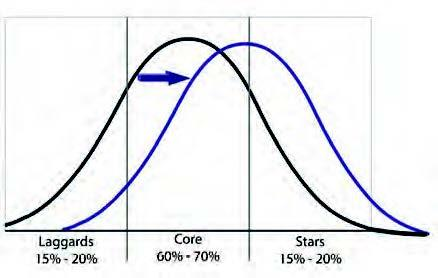 Laggards
15% - 20%
Core
60% - 70%
Stars
15% - 20%